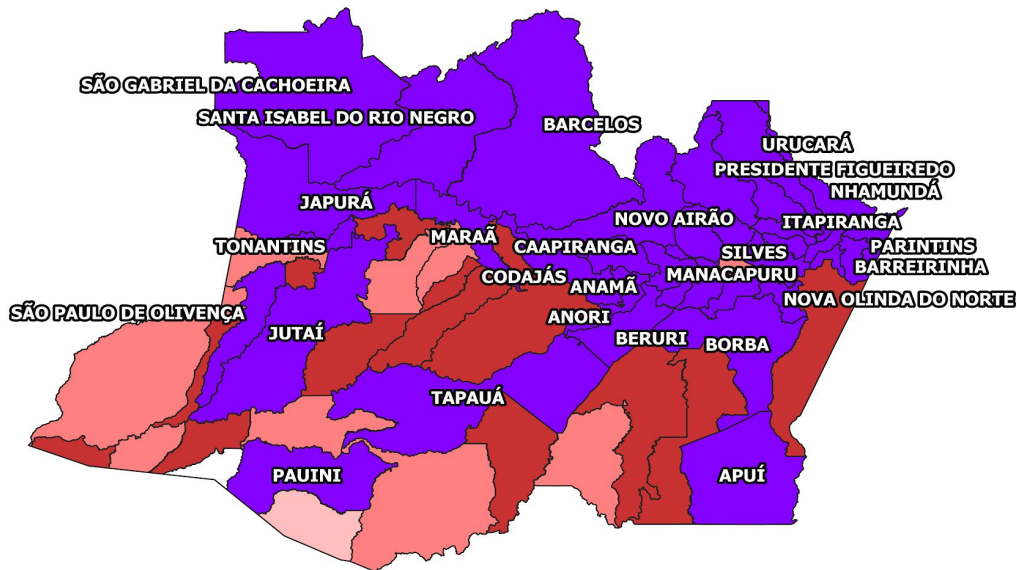 SÃO GABRIEL DA CACHOEIRA
SANTA ISABEL DO RIO NEGRO
BARCELOS
URUCARÁ
PRESIDENTE FIGUEIREDO
NHAMUNDÁ
JAPURÁ
NOVO AIRÃO
ITAPIRANGA
TONANTINS
MARAÃ
CAAPIRANGA
SILVES
PARINTINS
BARREIRINHA
CODAJÁS
MANACAPURU
ANAMÃ
NOVA OLINDA DO NORTE
SÃO PAULO DE OLIVENÇA
ANORI
JUTAÍ
BERURI
BORBA
TAPAUÁ
PAUINI
APUÍ